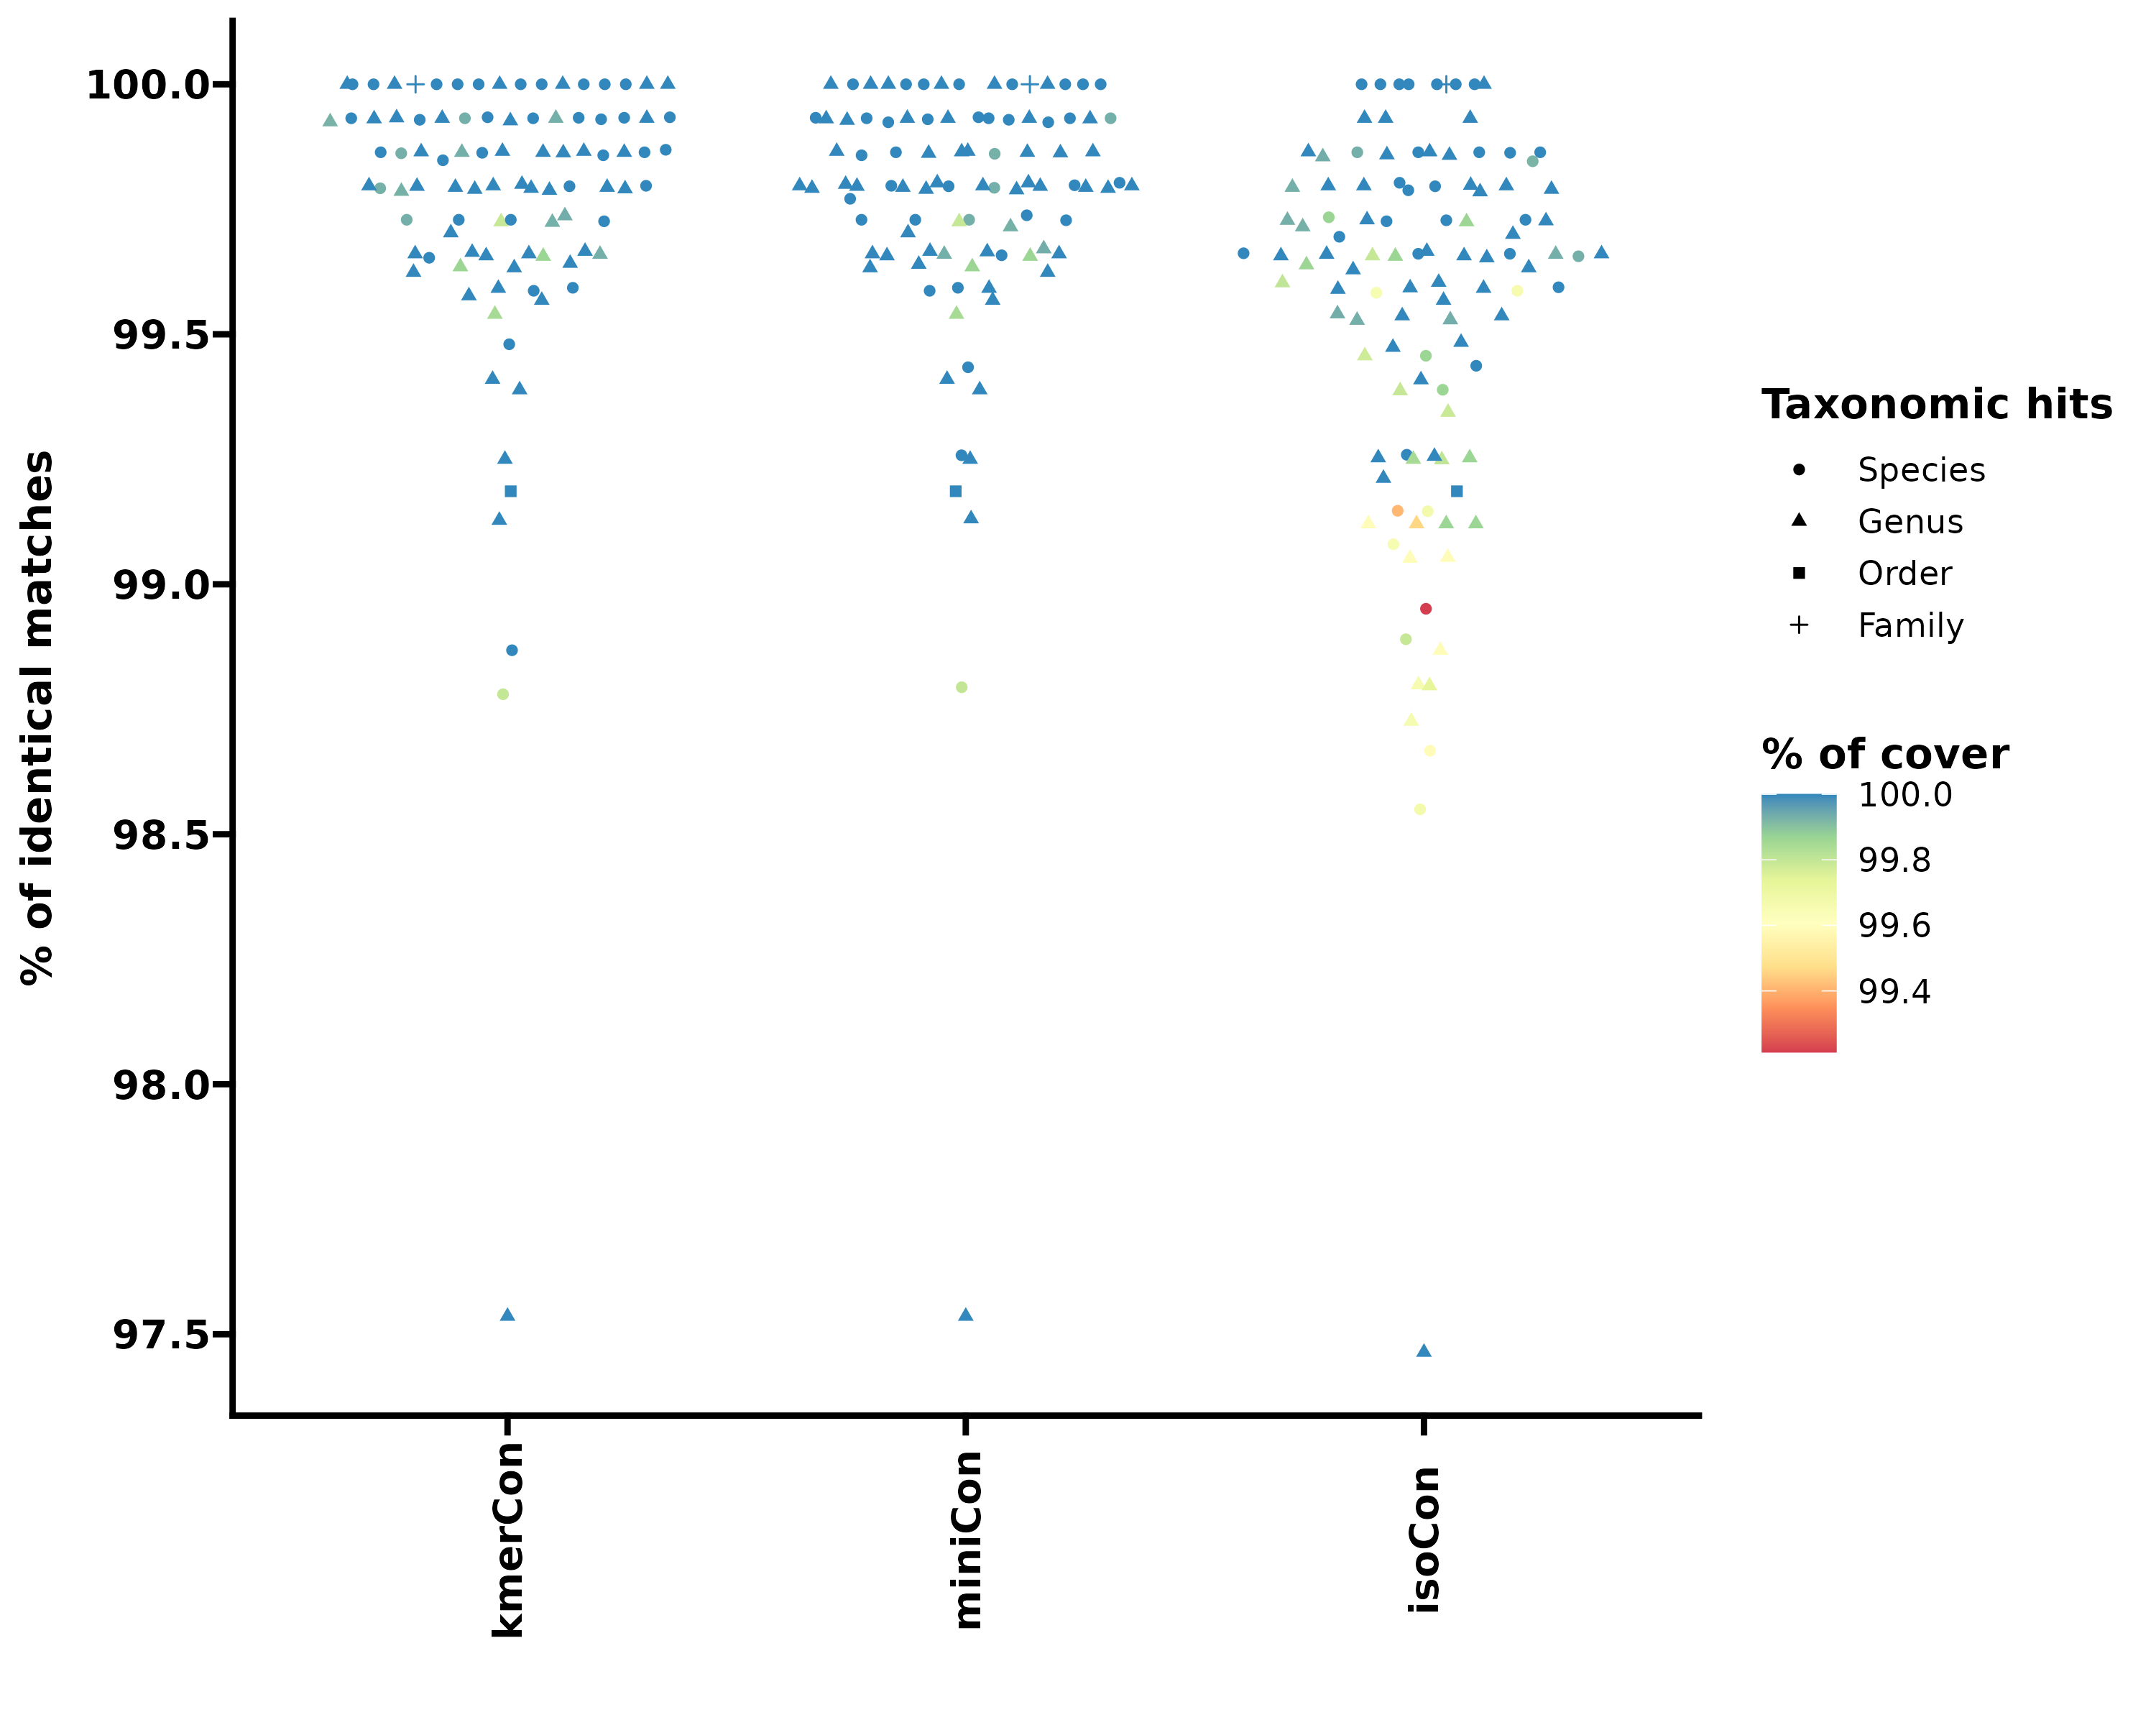 % of identical matches
100.0
99.5
99.0
98.5
98.0
97.5
kmerCon
miniCon
isoCon
Taxonomic hits
Species
Genus
Order
Family
% of cover
100.0
99.8
99.6
99.4